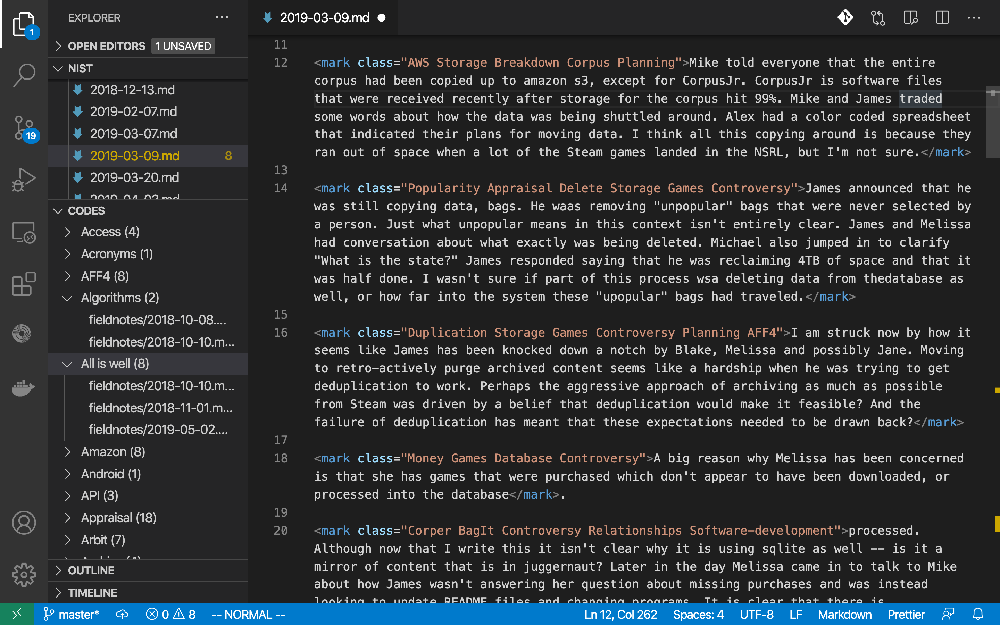 EXPLORER
1
OPEN EDITORS 1 UNSAVED
NIST
2018-12-13.md
2019-02-07.md
2019-03-07.md
19
2019-03-09.md 8
2019-03-20.md
2019-04-03.md
CODES
Access (4)
Acronyms (1)
AFF4 (8)
Algorithms (2)
fieldnotes/2018-10-08....
fieldnotes/2018-10-10.m...
All is well (8)
fieldnotes/2018-10-10.m...
fieldnotes/2018-11-01.m...
fieldnotes/2019-05-02....
Amazon (8)
Android (1)
API (3)
Appraisal (18)
Arbit (7)
OUTLINE
TIMELINE
2019-03-09.md
11
12 <mark class="AWS Storage Breakdown Corpus Planning">Mike told everyone that the entire
corpus had been copied up to amazon s3, except for CorpusJr. CorpusJr is software files
that were received recently after storage for the corpus hit 99%. Mike and James traded
some words about how the data was being shuttled around. Alex had a color coded spreadsheet
that indicated their plans for moving data. I think all this copying around is because they
ran out of space when a lot of the Steam games landed in the NSRL, but I'm not sure.</mark>
13
14 <mark class="Popularity Appraisal Delete Storage Games Controversy">James announced that he
was still copying data, bags. He waas removing "unpopular" bags that were never selected by
a person. Just what unpopular means in this context isn't entirely clear. James and Melissa
had conversation about what exactly was being deleted. Michael also jumped in to clarify
"What is the state?" James responded saying that he was reclaiming 4TB of space and that it
was half done. I wasn't sure if part of this process wsa deleting data from thedatabase as
well, or how far into the system these "upopular" bags had traveled.</mark>
15
16 <mark class="Duplication Storage Games Controversy Planning AFF4">I am struck now by how it
seems like James has been knocked down a notch by Blake, Melissa and possibly Jane. Moving
to retro-actively purge archived content seems like a hardship when he was trying to get
deduplication to work. Perhaps the aggressive approach of archiving as much as possible
from Steam was driven by a belief that deduplication would make it feasible? And the
failure of deduplication has meant that these expectations needed to be drawn back?</mark>
17
18 <mark class="Money Games Database Controversy">A big reason why Melissa has been concerned
is that she has games that were purchased which don't appear to have been downloaded, or
processed into the database</mark>.
19
20 <mark class="Corper BagIt Controversy Relationships Software-development">processed.
Although now that I write this it isn't clear why it is using sqlite as well -- is it a
mirror of content that is in juggernaut? Later in the day Melissa came in to talk to Mike
about how James wasn't answering her question about missing purchases and was instead
looking to update README files and changing programs. It is clear that there is
master* 0 8 -- NORMAL -- Ln 12, Col 262 Spaces: 4 UTF-8 LF Markdown Prettier